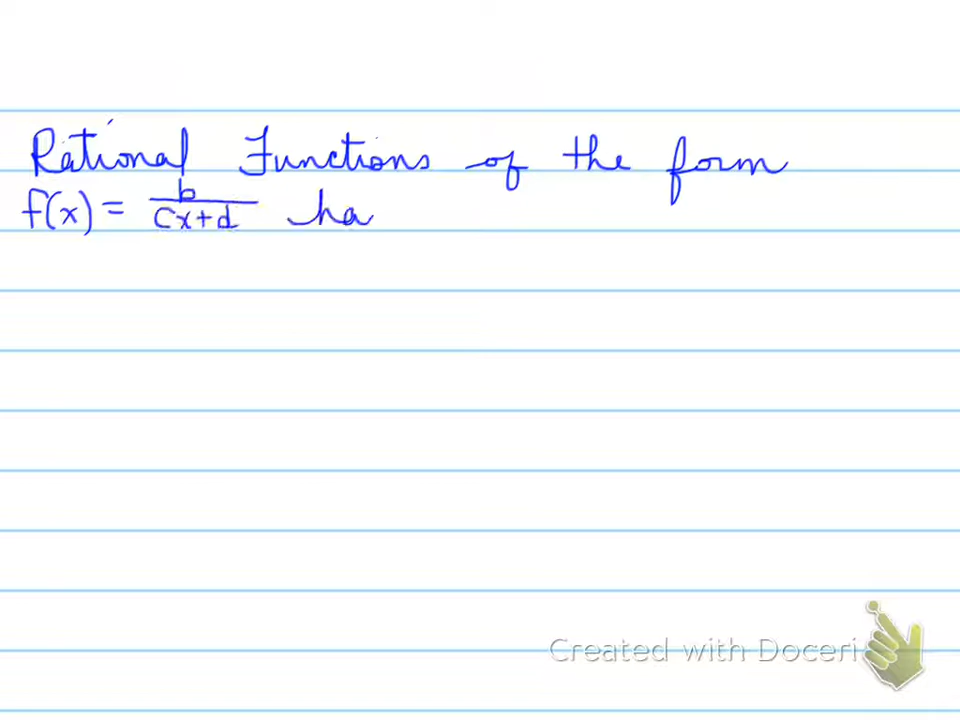 Rational Functions of the form
f(x) = b/(cx+d) ha
Created with Doceri